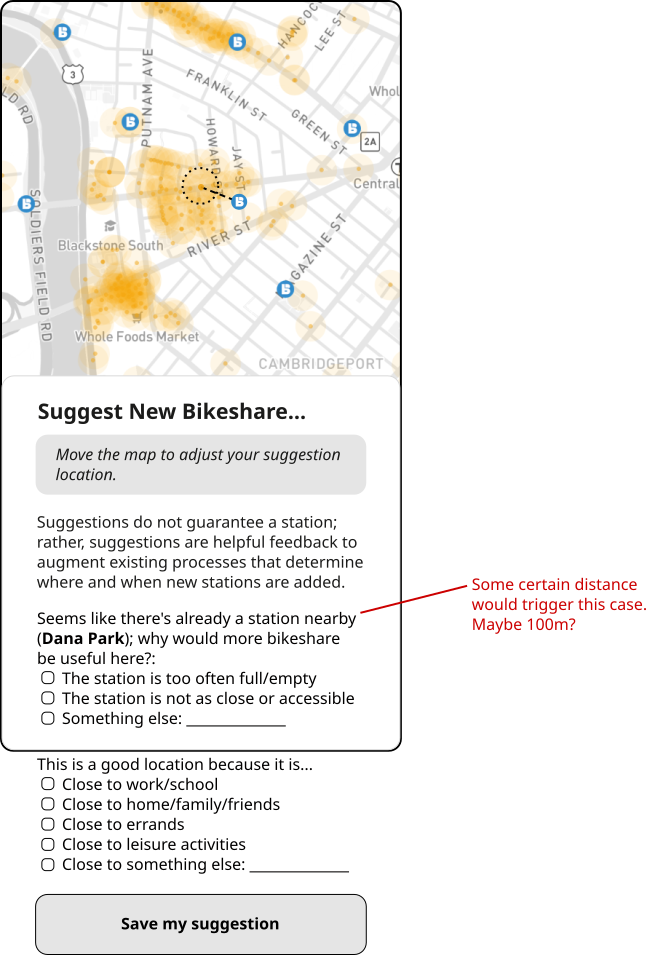 HANCOC
LEE ST
3
PUTNAM AVE
FRANKLIN ST
Whol
LD RD
GREEN ST
HOWARD
JAY ST
2A
Central
SOLDIERS FIELD RD
RIVER ST
Blackstone South
GAZINE ST
Whole Foods Market
CAMBRIDGEPORT
Suggest New Bikeshare...
Move the map to adjust your suggestion
location.
Suggestions do not guarantee a station;
rather, suggestions are helpful feedback to
augment existing processes that determine
where and when new stations are added.
Some certain distance
would trigger this case.
Maybe 100m?
Seems like there's already a station nearby
(Dana Park); why would more bikeshare
be useful here?:
The station is too often full/empty
The station is not as close or accessible
Something else: ______________
This is a good location because it is...
Close to work/school
Close to home/family/friends
Close to errands
Close to leisure activities
Close to something else: ______________
Save my suggestion